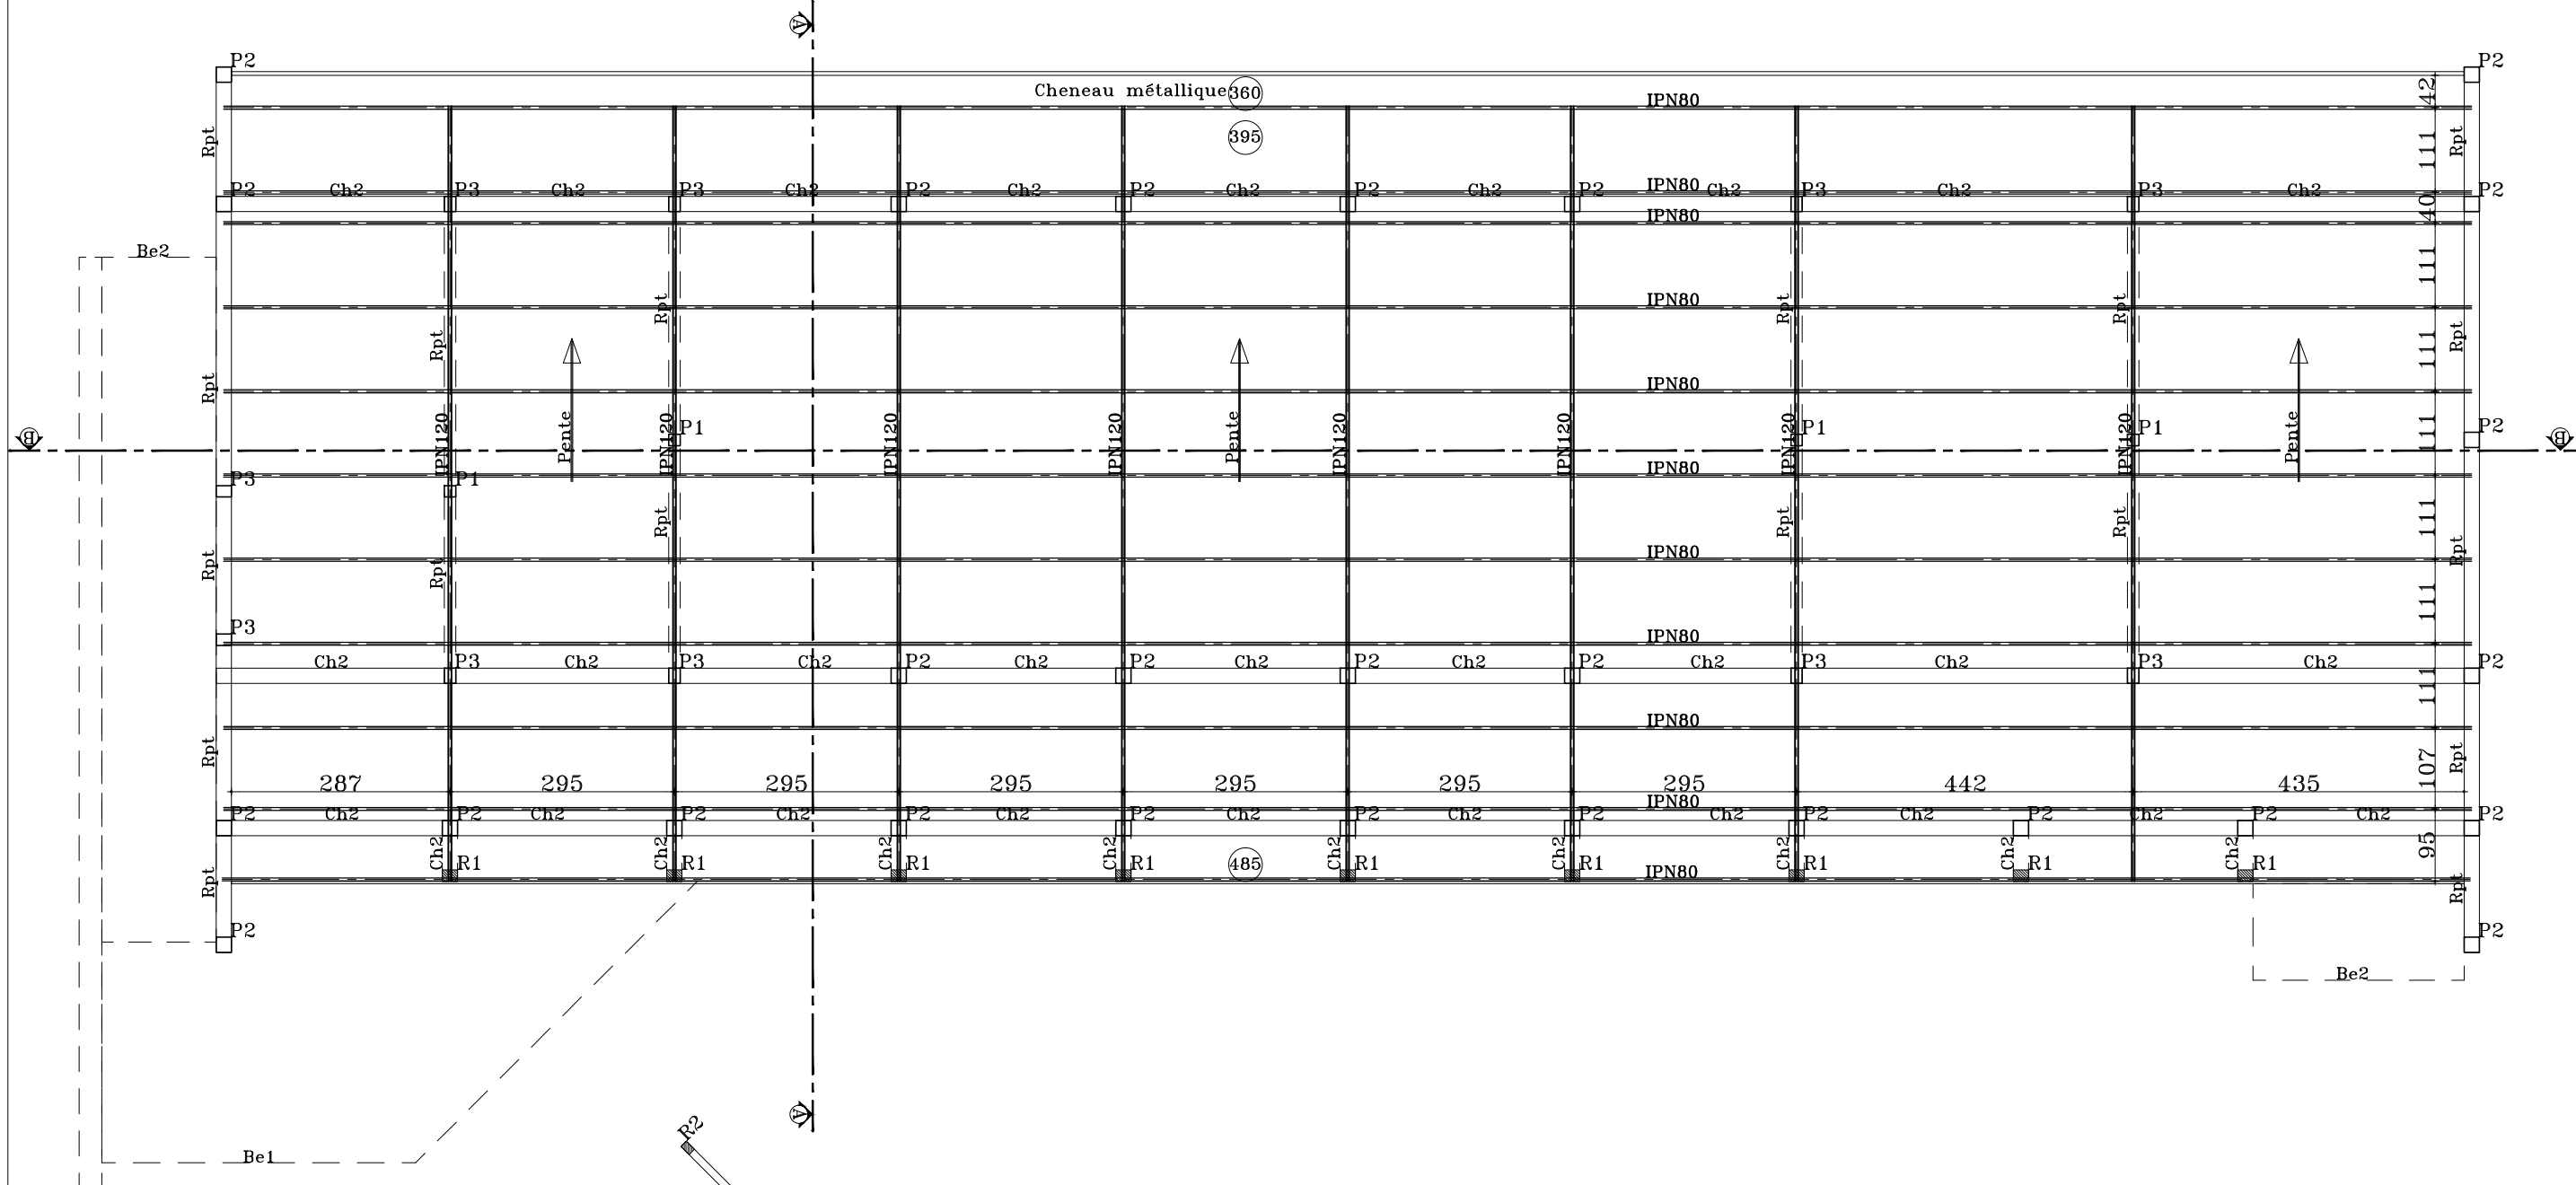 A
P2 P2
Cheneau métallique 360 IPN80 42
Rpt 395 111 Rpt
IPN80
P2 Ch2 P3 Ch2 P3 Ch2 P2 Ch2 P2 Ch2 P2 Ch2 P2 Ch2 P3 Ch2 P3 Ch2 P2
IPN80 40
Be2 111
Rpt IPN80 Rpt Rpt
Rpt Rpt 111 Rpt
Rpt IPN80
IPN120 Pente IPN120 P1 IPN120 IPN120 Pente IPN120 IPN120 IPN120 P1 IPN120 P1 Pente 111 P2
B B
P3 P1 IPN80
Rpt Rpt Rpt 111
Rpt Rpt IPN80 Rpt
111
P3 IPN80
Ch2 P3 Ch2 P3 Ch2 P2 Ch2 P2 Ch2 P2 Ch2 P2 Ch2 P3 Ch2 P3 Ch2 P2
111
IPN80
Rpt 107 Rpt
287 295 295 295 295 295 295 442 435
IPN80
P2 Ch2 P2 Ch2 P2 Ch2 P2 Ch2 P2 Ch2 P2 Ch2 P2 Ch2 P2 Ch2 P2 Ch2 P2 Ch2 P2
Ch2 Ch2 Ch2 Ch2 Ch2 Ch2 Ch2 Ch2 Ch2 95
R1 R1 R1 R1 485 R1 R1 R1 R1 R1
Rpt IPN80 Rpt
P2 P2
Be2
A
R2
Be1